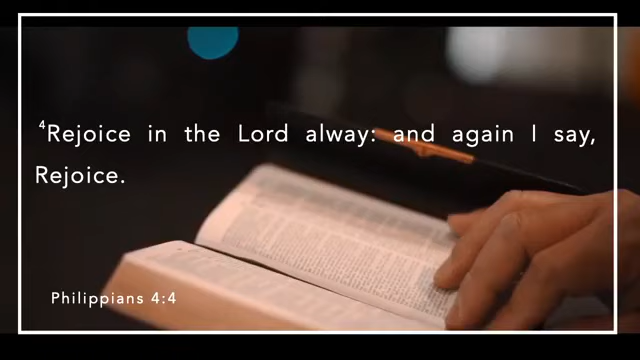 ⁴Rejoice in the Lord alway: and again I say,
Rejoice.
Philippians 4:4